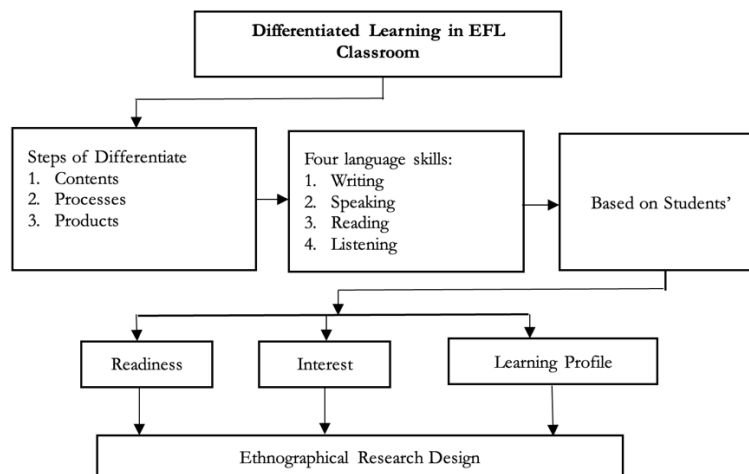 Differentiated Learning in EFL
Classroom
Steps of Differentiate
1. Contents
2. Processes
3. Products
Four language skills:
1. Writing
2. Speaking
3. Reading
4. Listening
Based on Students’
Readiness
Interest
Learning Profile
Ethnographical Research Design